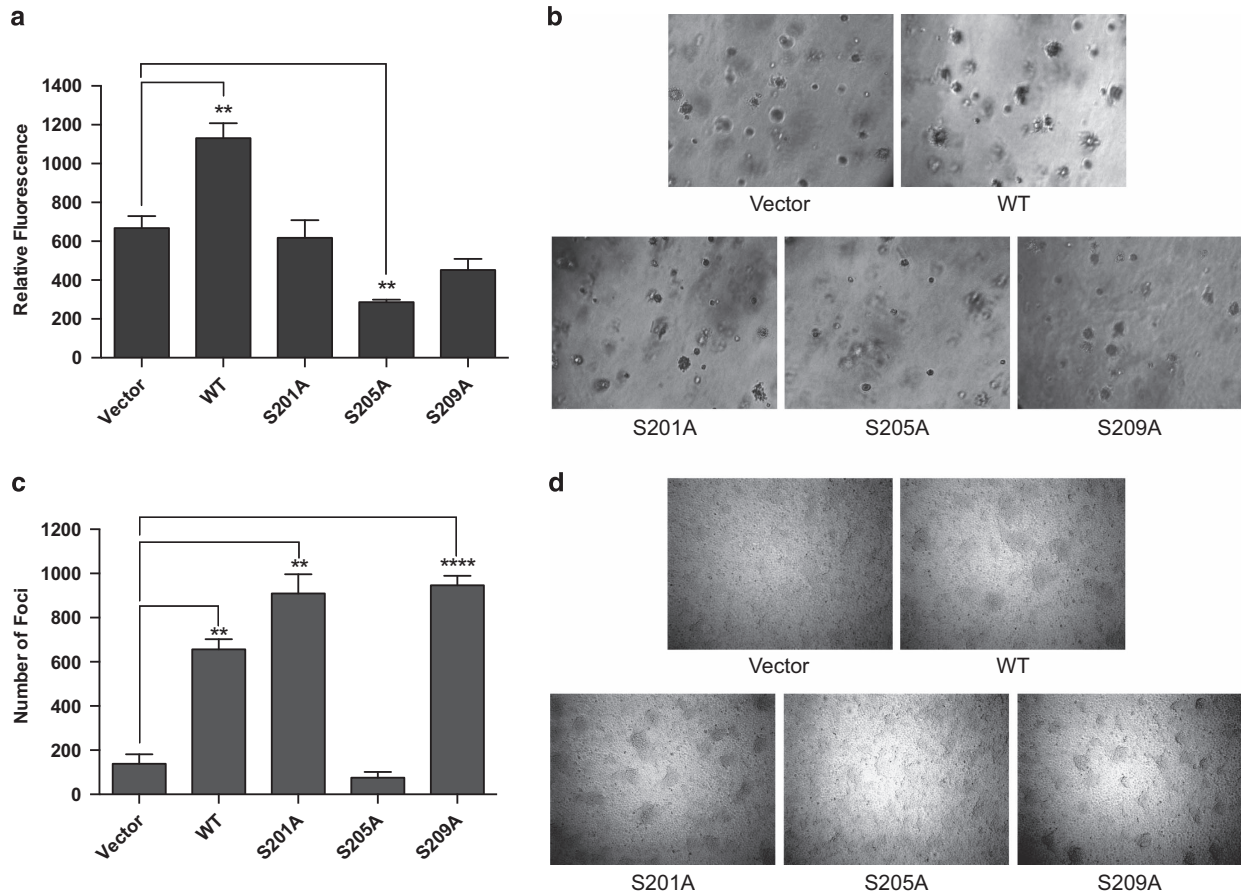 a
1400
1200
1000
800
600
400
200
0
Relative Fluorescence
**
**
Vector
WT
S201A
S205A
S209A
b
Vector
WT
S201A
S205A
S209A
c
1200
1000
800
600
400
200
0
Number of Foci
**
**
****
Vector
WT
S201A
S205A
S209A
d
Vector
WT
S201A
S205A
S209A